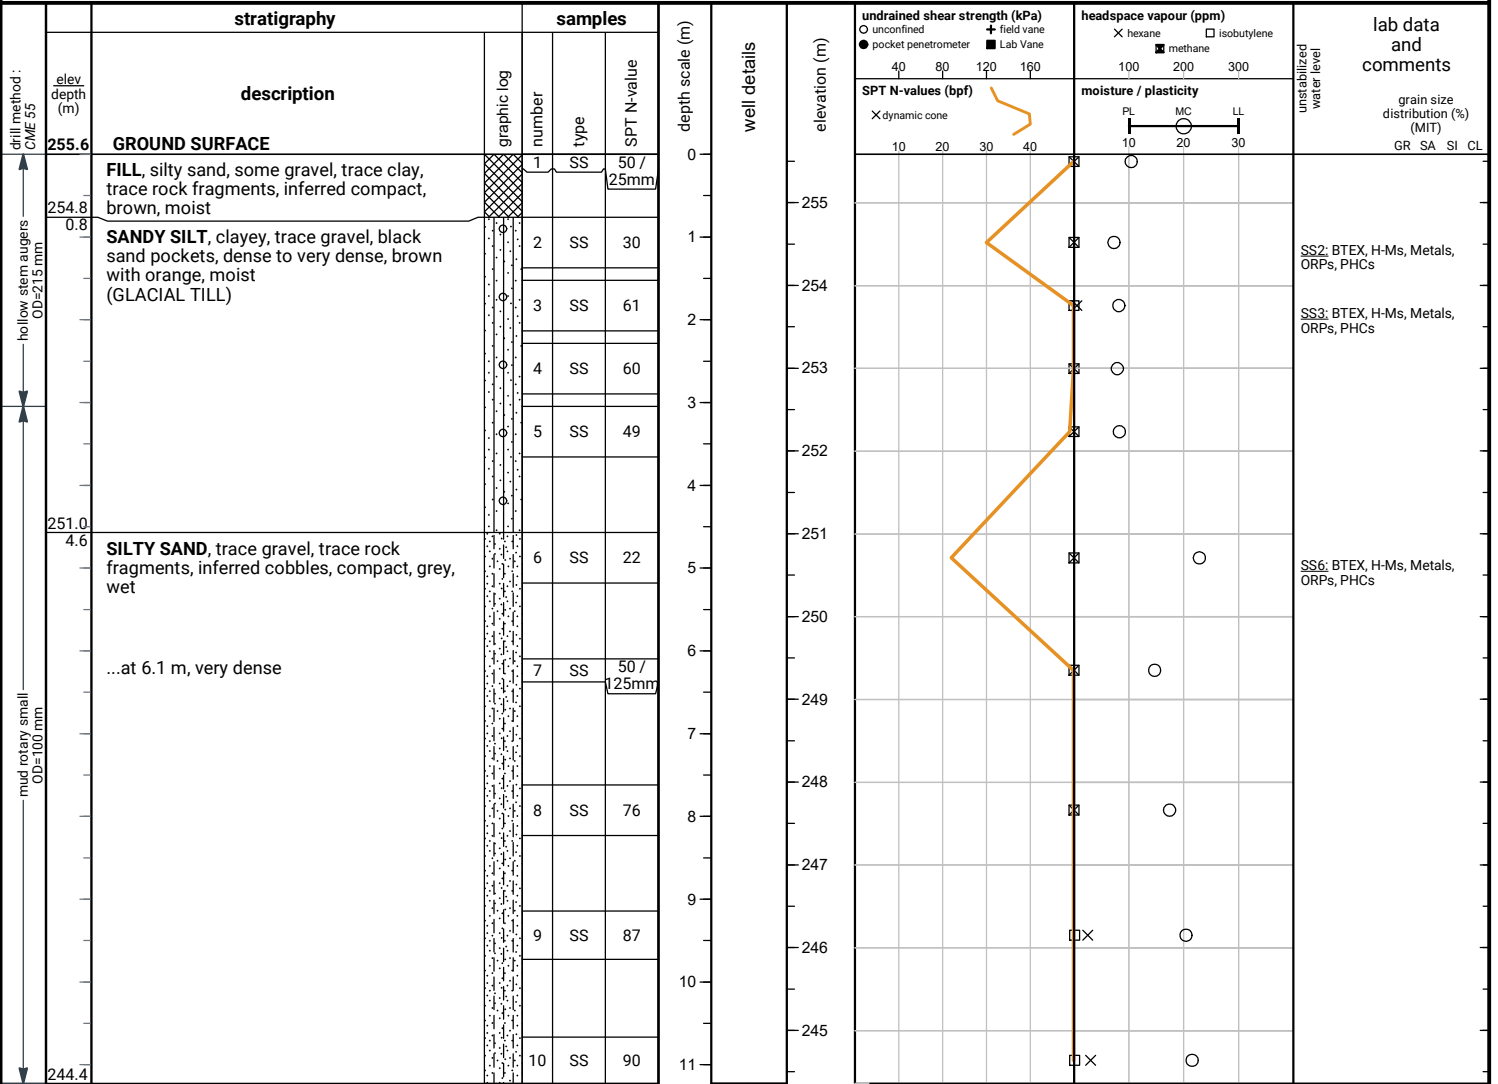 stratigraphy
samples
drill method :
CME 55
elev
depth
(m)
description
graphic log
number
type
SPT N-value
depth scale (m)
well details
elevation (m)
undrained shear strength (kPa)
unconfined
field vane
pocket penetrometer
Lab Vane
40 80 120 160
SPT N-values (bpf)
dynamic cone
10 20 30 40
headspace vapour (ppm)
hexane
isobutylene
methane
100 200 300
moisture / plasticity
PL MC LL
10 20 30
unstabilized
water level
lab data
and
comments
grain size
distribution (%)
(MIT)
GR SA SI CL
255.6 GROUND SURFACE
hollow stem augers
OD=215 mm
mud rotary small
OD=100 mm
FILL, silty sand, some gravel, trace clay,
trace rock fragments, inferred compact,
brown, moist
254.8
0.8
SANDY SILT, clayey, trace gravel, black
sand pockets, dense to very dense, brown
with orange, moist
(GLACIAL TILL)
251.0
4.6
SILTY SAND, trace gravel, trace rock
fragments, inferred cobbles, compact, grey,
wet
...at 6.1 m, very dense
244.4
1 SS 50 /
25mm
2 SS 30
3 SS 61
4 SS 60
5 SS 49
6 SS 22
7 SS 50 /
125mm
8 SS 76
9 SS 87
10 SS 90
0
1
2
3
4
5
6
7
8
9
10
11
255
254
253
252
251
250
249
248
247
246
245
SS2: BTEX, H-Ms, Metals,
ORPs, PHCs
SS3: BTEX, H-Ms, Metals,
ORPs, PHCs
SS6: BTEX, H-Ms, Metals,
ORPs, PHCs